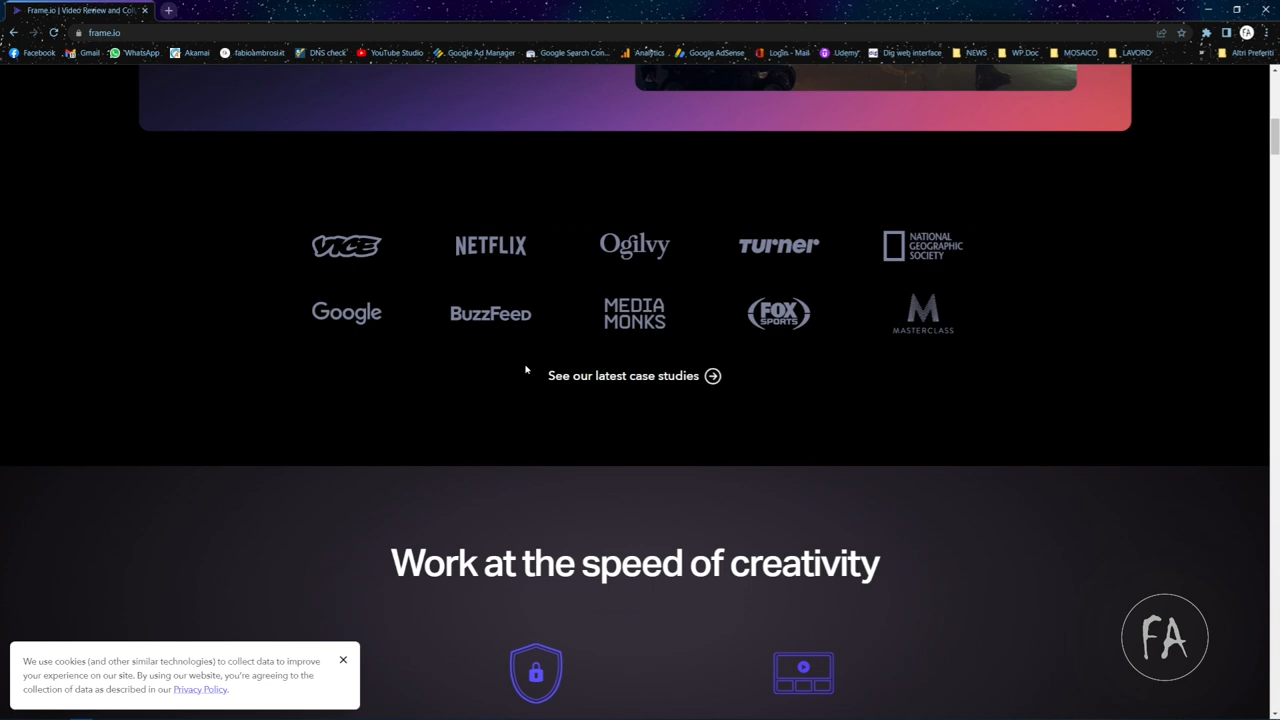 Frame.io | Video Review and Col
frame.io
Facebook
Gmail
WhatsApp
Akamai
fabioambrosi.it
DNS check
YouTube Studio
Google Ad Manager
Google Search Con...
Analytics
Google AdSense
Login - Mail
Udemy
Dig web interface
NEWS
WP Doc
MOSAICO
LAVORO
Altri Preferiti
VICE
NETFLIX
Ogilvy
Turner
NATIONAL
GEOGRAPHIC
SOCIETY
Google
BuzzFeed
MEDIA
MONKS
FOX
SPORTS
M
MASTERCLASS
See our latest case studies
Work at the speed of creativity
We use cookies (and other similar technologies) to collect data to improve
your experience on our site. By using our website, you're agreeing to the
collection of data as described in our Privacy Policy.
FA